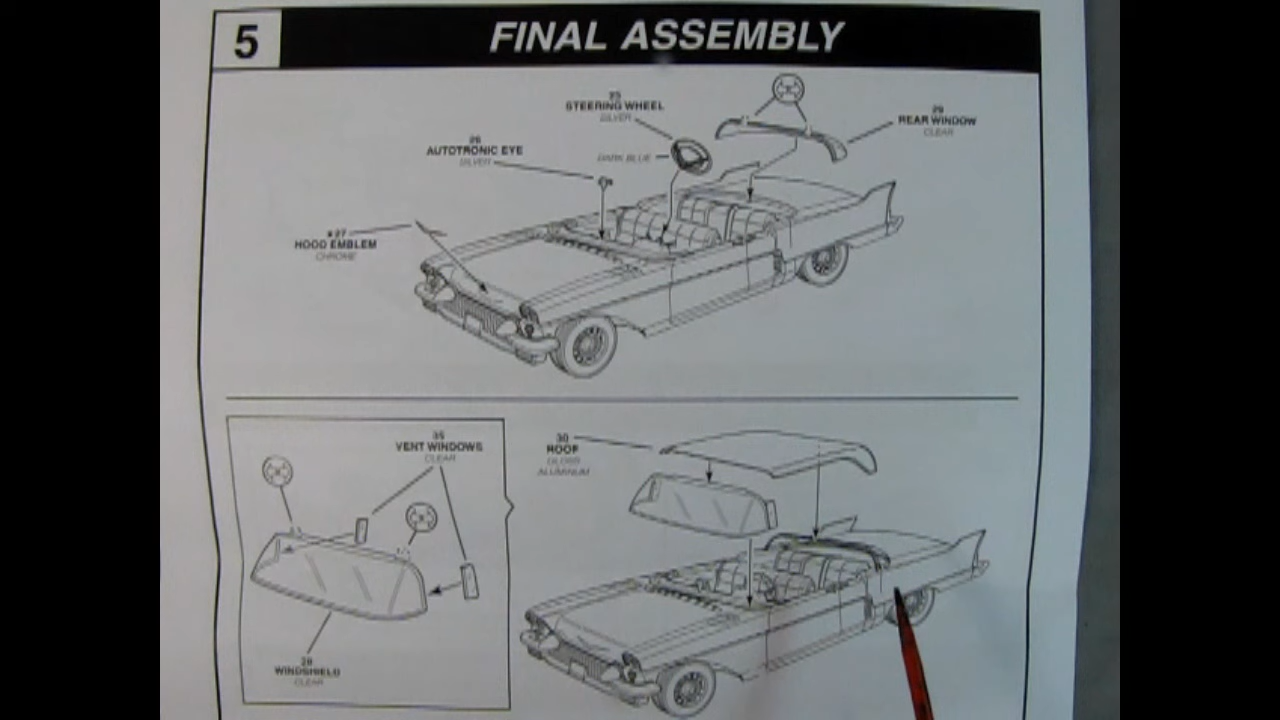 5
FINAL ASSEMBLY
25
STEERING WHEEL
SILVER
29
REAR WINDOW
CLEAR
26
AUTOTRONIC EYE
SILVER
DARK BLUE
★27
HOOD EMBLEM
CHROME
35
VENT WINDOWS
CLEAR
30
ROOF
GLOSS
ALUMINUM
28
WINDSHIELD
CLEAR